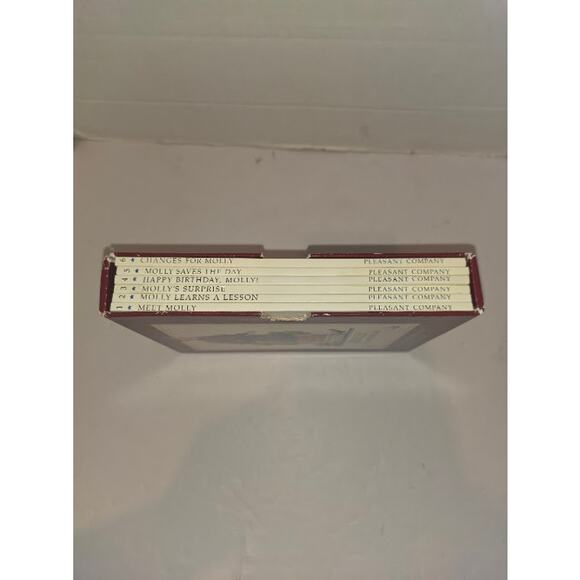 6 ★ CHANGES FOR MOLLY PLEASANT COMPANY
5 ★ MOLLY SAVES THE DAY PLEASANT COMPANY
4 ★ HAPPY BIRTHDAY, MOLLY! PLEASANT COMPANY
3 ★ MOLLY'S SURPRISE PLEASANT COMPANY
2 ★ MOLLY LEARNS A LESSON PLEASANT COMPANY
1 ★ MEET MOLLY PLEASANT COMPANY